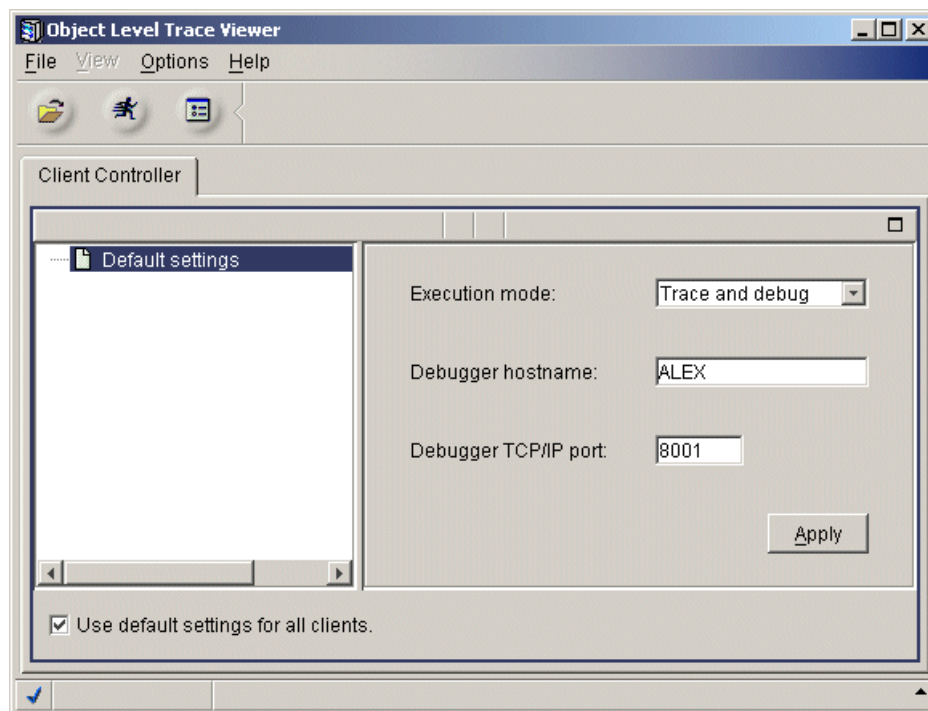 Object Level Trace Viewer
File View Options Help
Client Controller
Default settings
Execution mode: Trace and debug
Debugger hostname: ALEX
Debugger TCP/IP port: 8001
Apply
Use default settings for all clients.